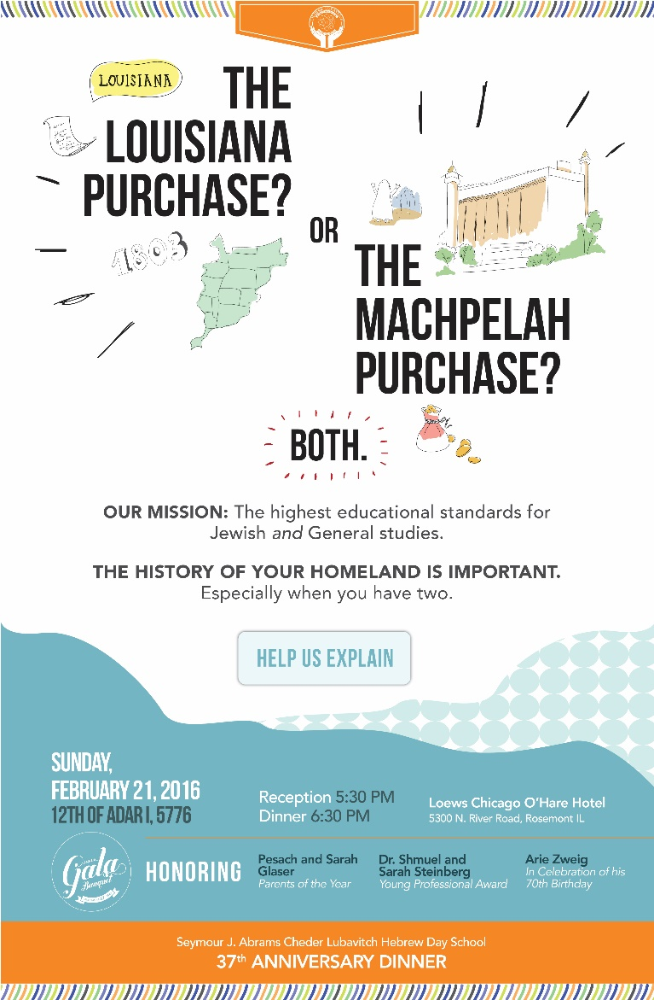 LOUISIANA
THE
LOUISIANA
PURCHASE?
1803
OR
THE
MACHPELAH
PURCHASE?
BOTH.
OUR MISSION: The highest educational standards for
Jewish and General studies.
THE HISTORY OF YOUR HOMELAND IS IMPORTANT.
Especially when you have two.
HELP US EXPLAIN
SUNDAY,
FEBRUARY 21, 2016
12TH OF ADAR I, 5776
Reception 5:30 PM
Dinner 6:30 PM
Loews Chicago O'Hare Hotel
5300 N. River Road, Rosemont IL
Gala
Banquet
HONORING
Pesach and Sarah
Glaser
Parents of the Year
Dr. Shmuel and
Sarah Steinberg
Young Professional Award
Arie Zweig
In Celebration of his
70th Birthday
Seymour J. Abrams Cheder Lubavitch Hebrew Day School
37th ANNIVERSARY DINNER